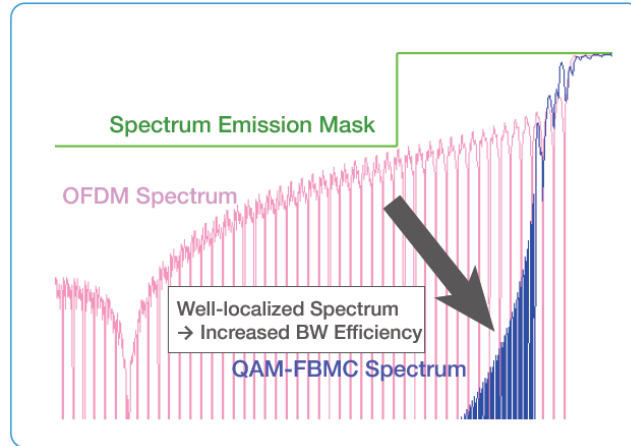 Spectrum Emission Mask
OFDM Spectrum
Well-localized Spectrum
→ Increased BW Efficiency
QAM-FBMC Spectrum